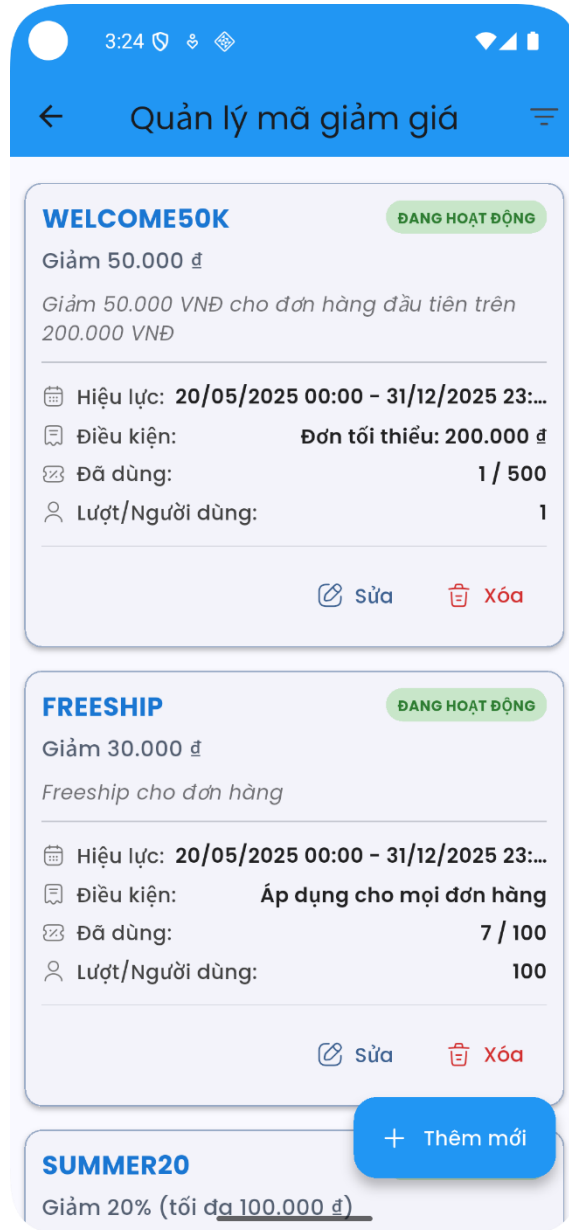 3:24
Quản lý mã giảm giá
WELCOME50K
ĐANG HOẠT ĐỘNG
Giảm 50.000 ₫
Giảm 50.000 VNĐ cho đơn hàng đầu tiên trên
200.000 VNĐ
Hiệu lực: 20/05/2025 00:00 - 31/12/2025 23:...
Điều kiện: Đơn tối thiểu: 200.000 ₫
Đã dùng: 1 / 500
Lượt/Người dùng: 1
Sửa Xóa
FREESHIP
ĐANG HOẠT ĐỘNG
Giảm 30.000 ₫
Freeship cho đơn hàng
Hiệu lực: 20/05/2025 00:00 - 31/12/2025 23:...
Điều kiện: Áp dụng cho mọi đơn hàng
Đã dùng: 7 / 100
Lượt/Người dùng: 100
Sửa Xóa
+ Thêm mới
SUMMER20
Giảm 20% (tối đa 100.000 ₫)